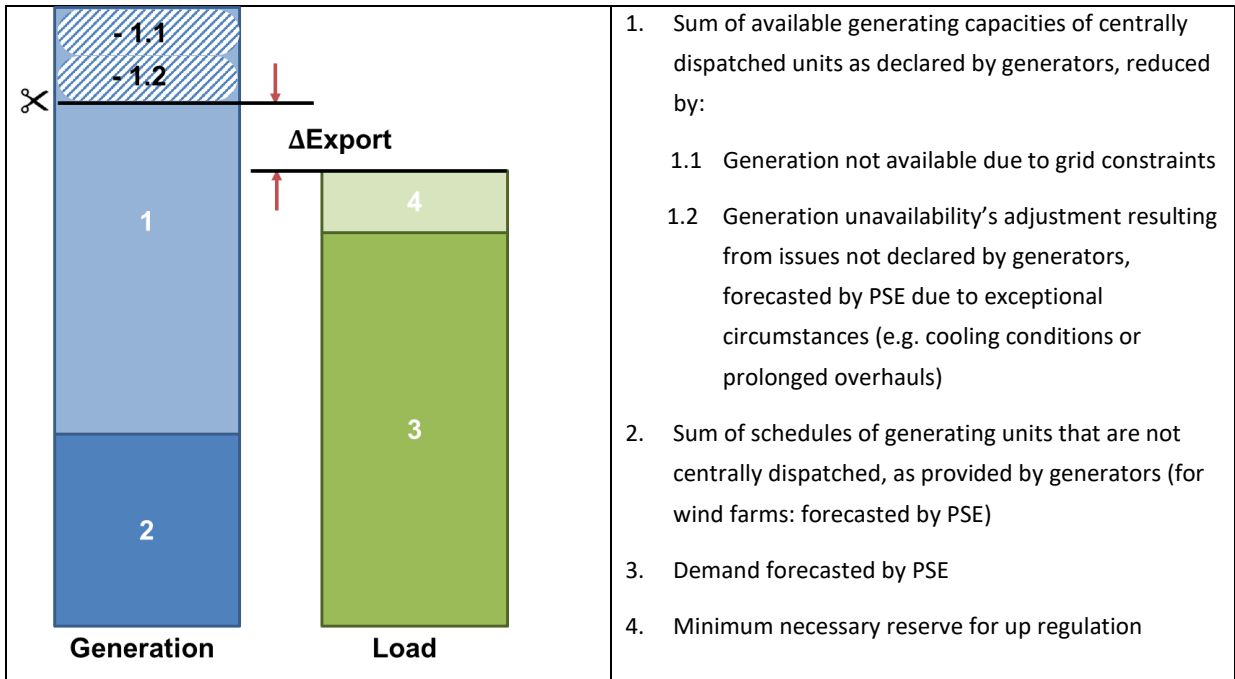 - 1.1
- 1.2
ΔExport
1
4
3
2
Generation
Load
1. Sum of available generating capacities of centrally
dispatched units as declared by generators, reduced
by:
1.1 Generation not available due to grid constraints
1.2 Generation unavailability’s adjustment resulting
from issues not declared by generators,
forecasted by PSE due to exceptional
circumstances (e.g. cooling conditions or
prolonged overhauls)
2. Sum of schedules of generating units that are not
centrally dispatched, as provided by generators (for
wind farms: forecasted by PSE)
3. Demand forecasted by PSE
4. Minimum necessary reserve for up regulation